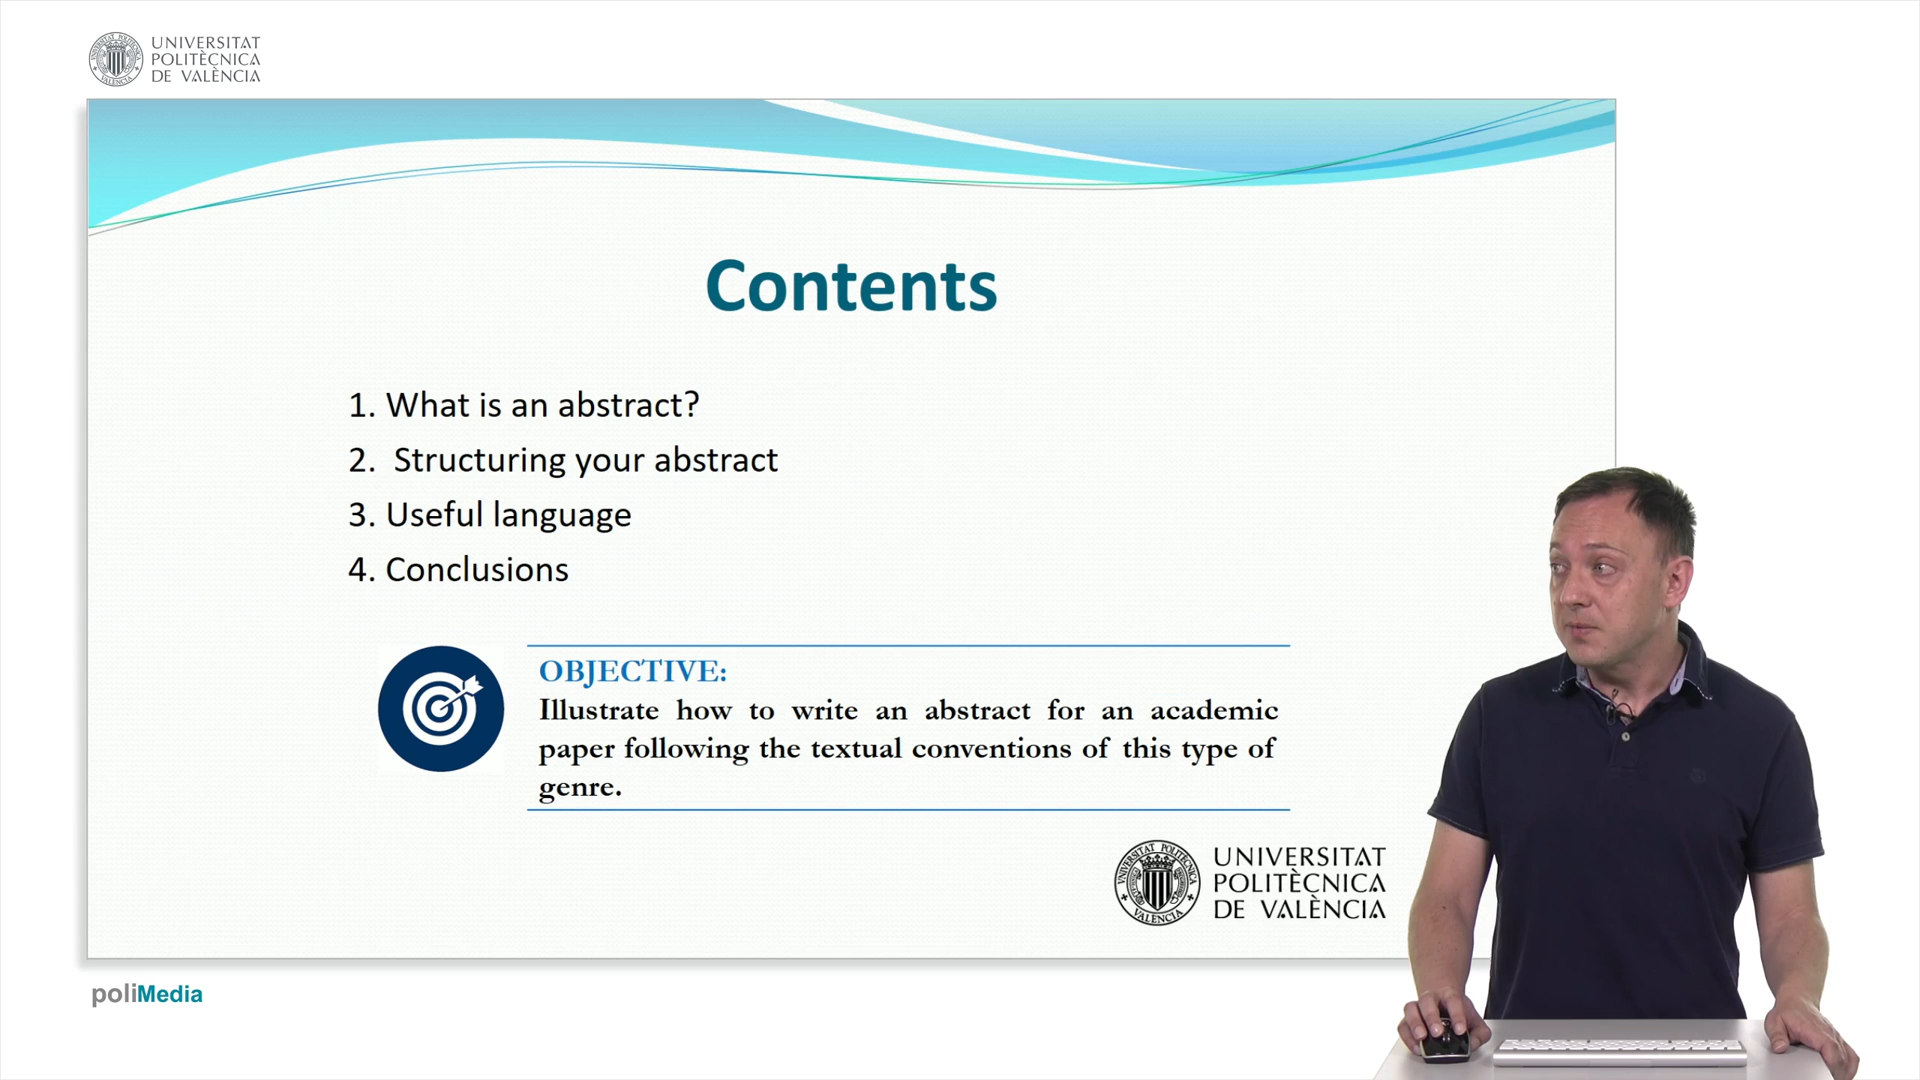 UNIVERSITAT
POLITÈCNICA
DE VALÈNCIA
Contents
1. What is an abstract?
2. Structuring your abstract
3. Useful language
4. Conclusions
OBJECTIVE:
Illustrate how to write an abstract for an academic
paper following the textual conventions of this type of
genre.
UNIVERSITAT
POLITÈCNICA
DE VALÈNCIA
poliMedia